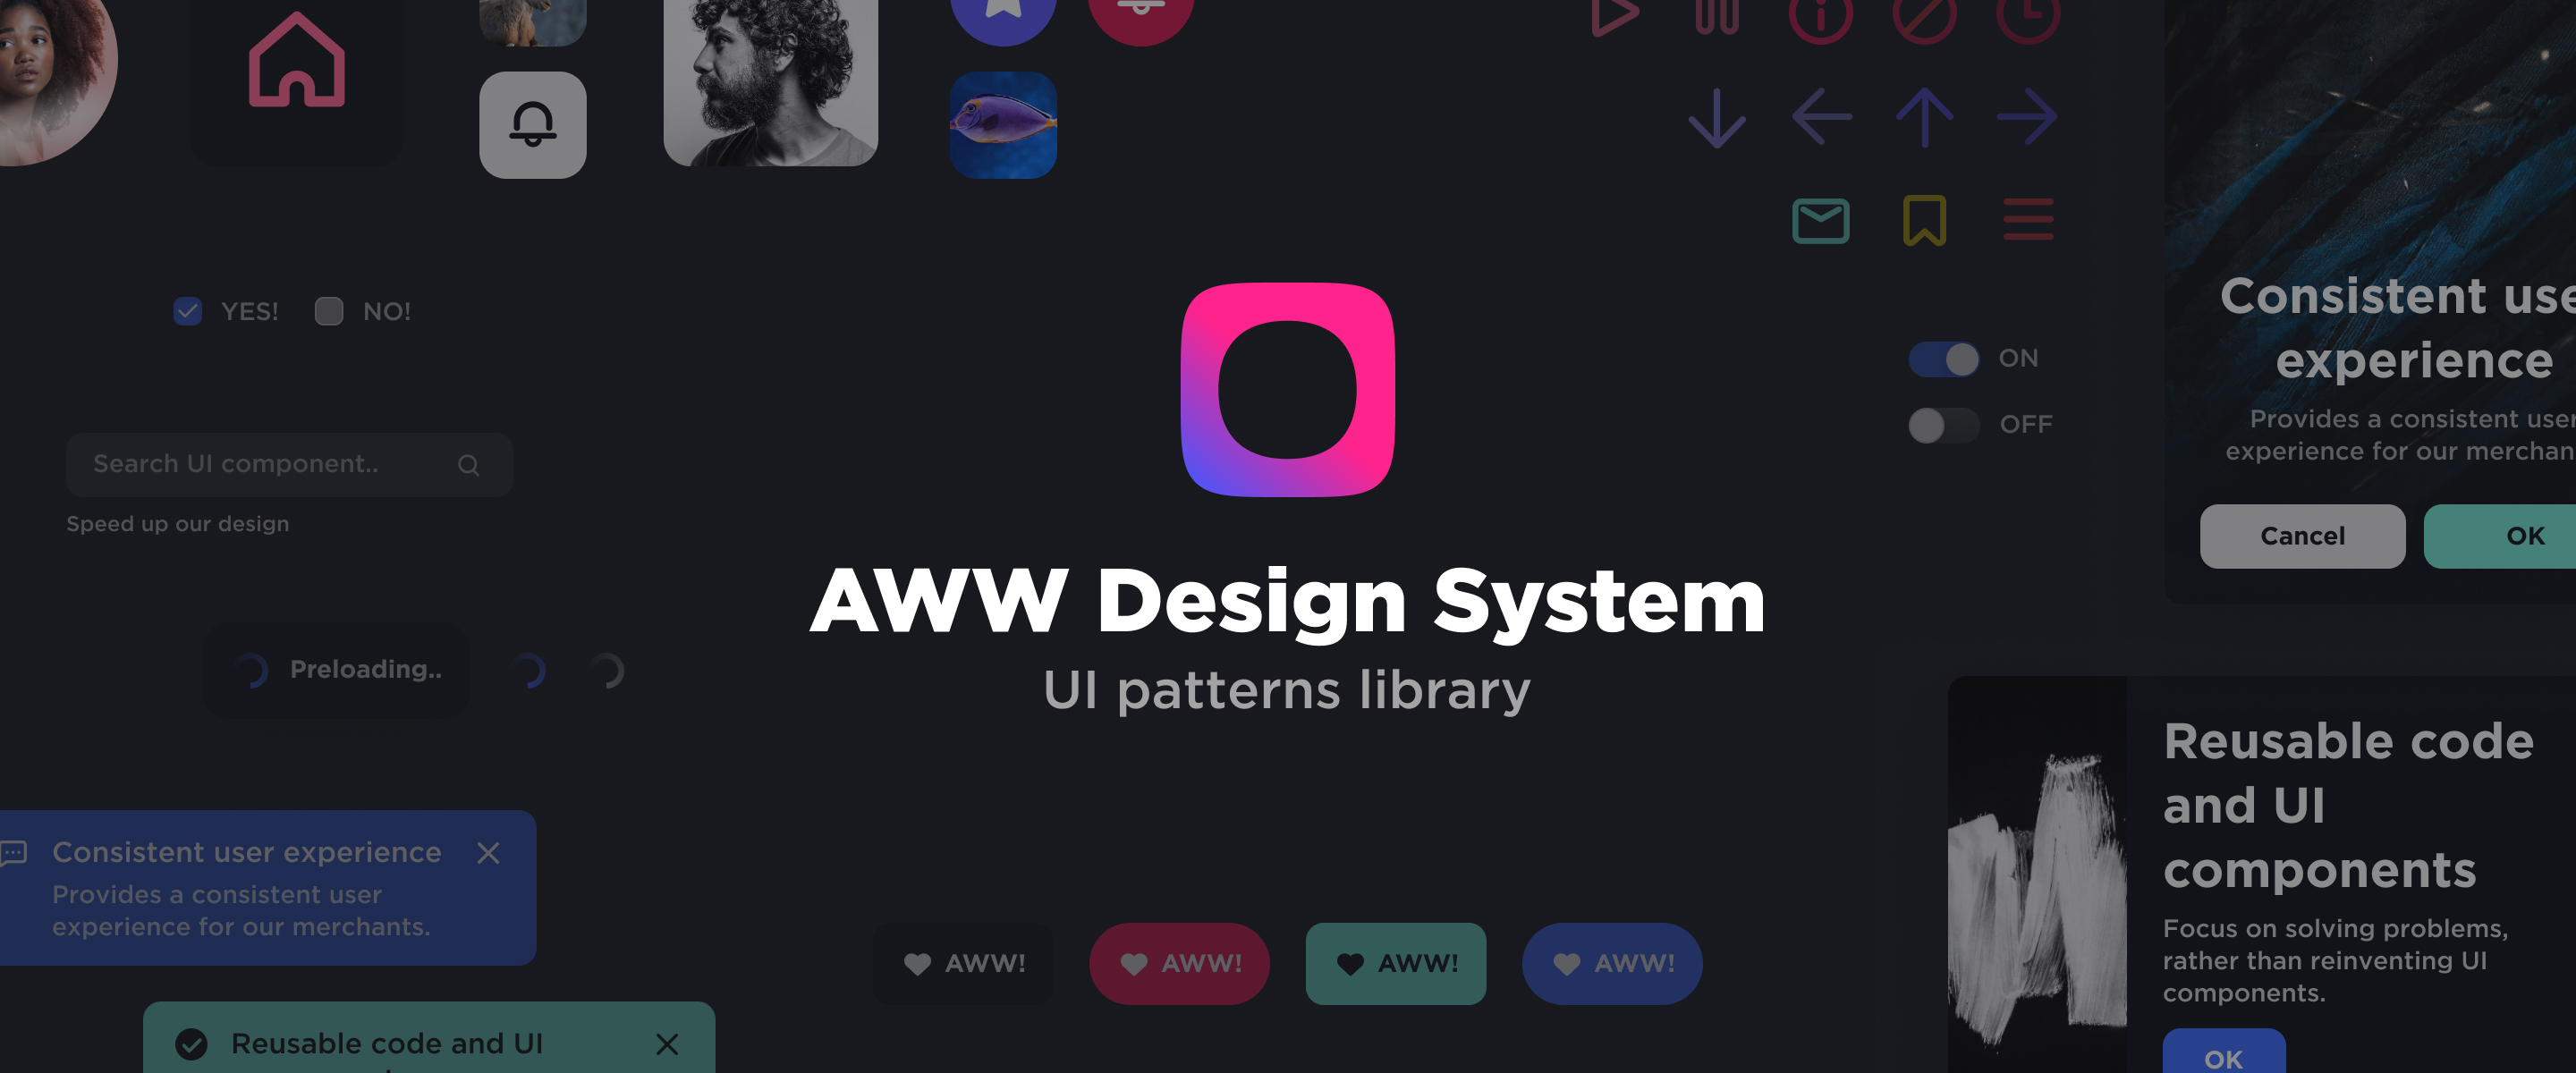 YES!
NO!
Search UI component..
Speed up our design
Preloading..
Consistent user experience
Provides a consistent user
experience for our merchants.
Reusable code and UI
AWW Design System
UI patterns library
AWW!
AWW!
AWW!
AWW!
ON
OFF
Consistent use
experience
Provides a consistent user
experience for our merchan
Cancel
OK
Reusable code
and UI
components
Focus on solving problems,
rather than reinventing UI
components.
OK